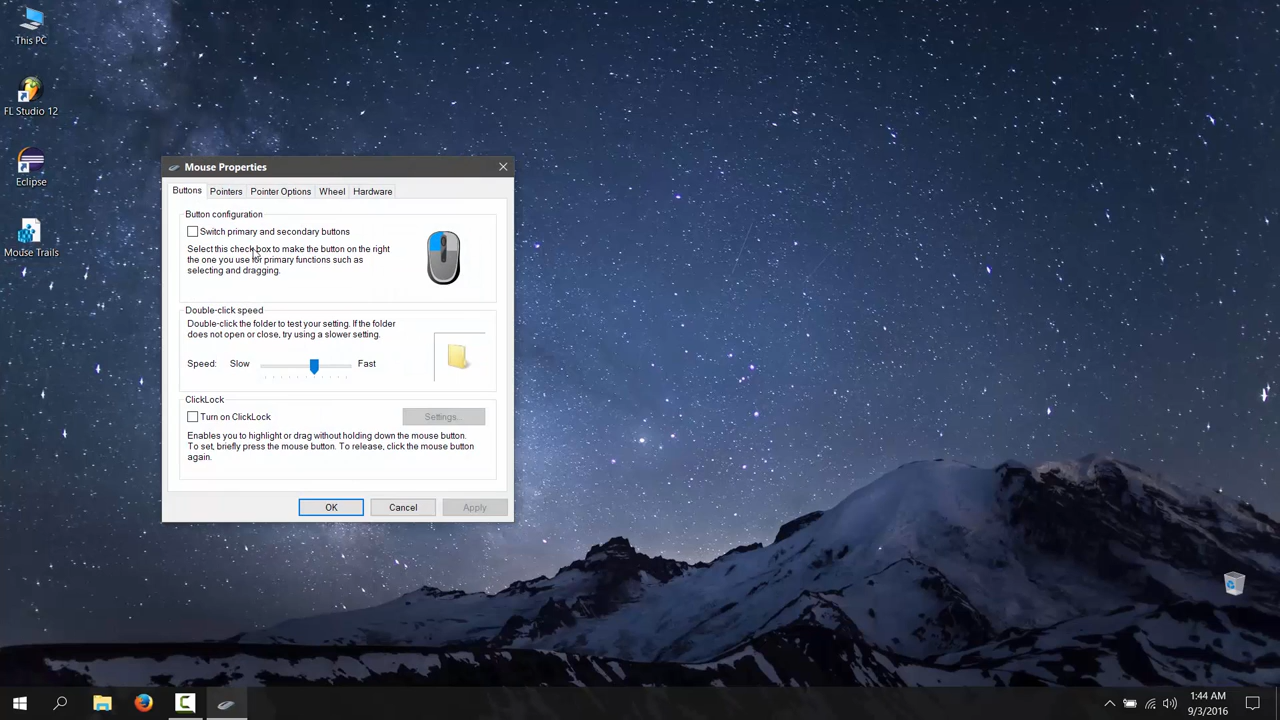 This PC
FL Studio 12
Eclipse
Mouse Trails
Mouse Properties
Buttons
Pointers
Pointer Options
Wheel
Hardware
Button configuration
Switch primary and secondary buttons
Select this check box to make the button on the right
the one you use for primary functions such as
selecting and dragging.
Double-click speed
Double-click the folder to test your setting. If the folder
does not open or close, try using a slower setting.
Speed: Slow Fast
ClickLock
Turn on ClickLock
Settings...
Enables you to highlight or drag without holding down the mouse button.
To set, briefly press the mouse button. To release, click the mouse button
again.
OK
Cancel
Apply
1:44 AM
9/3/2016